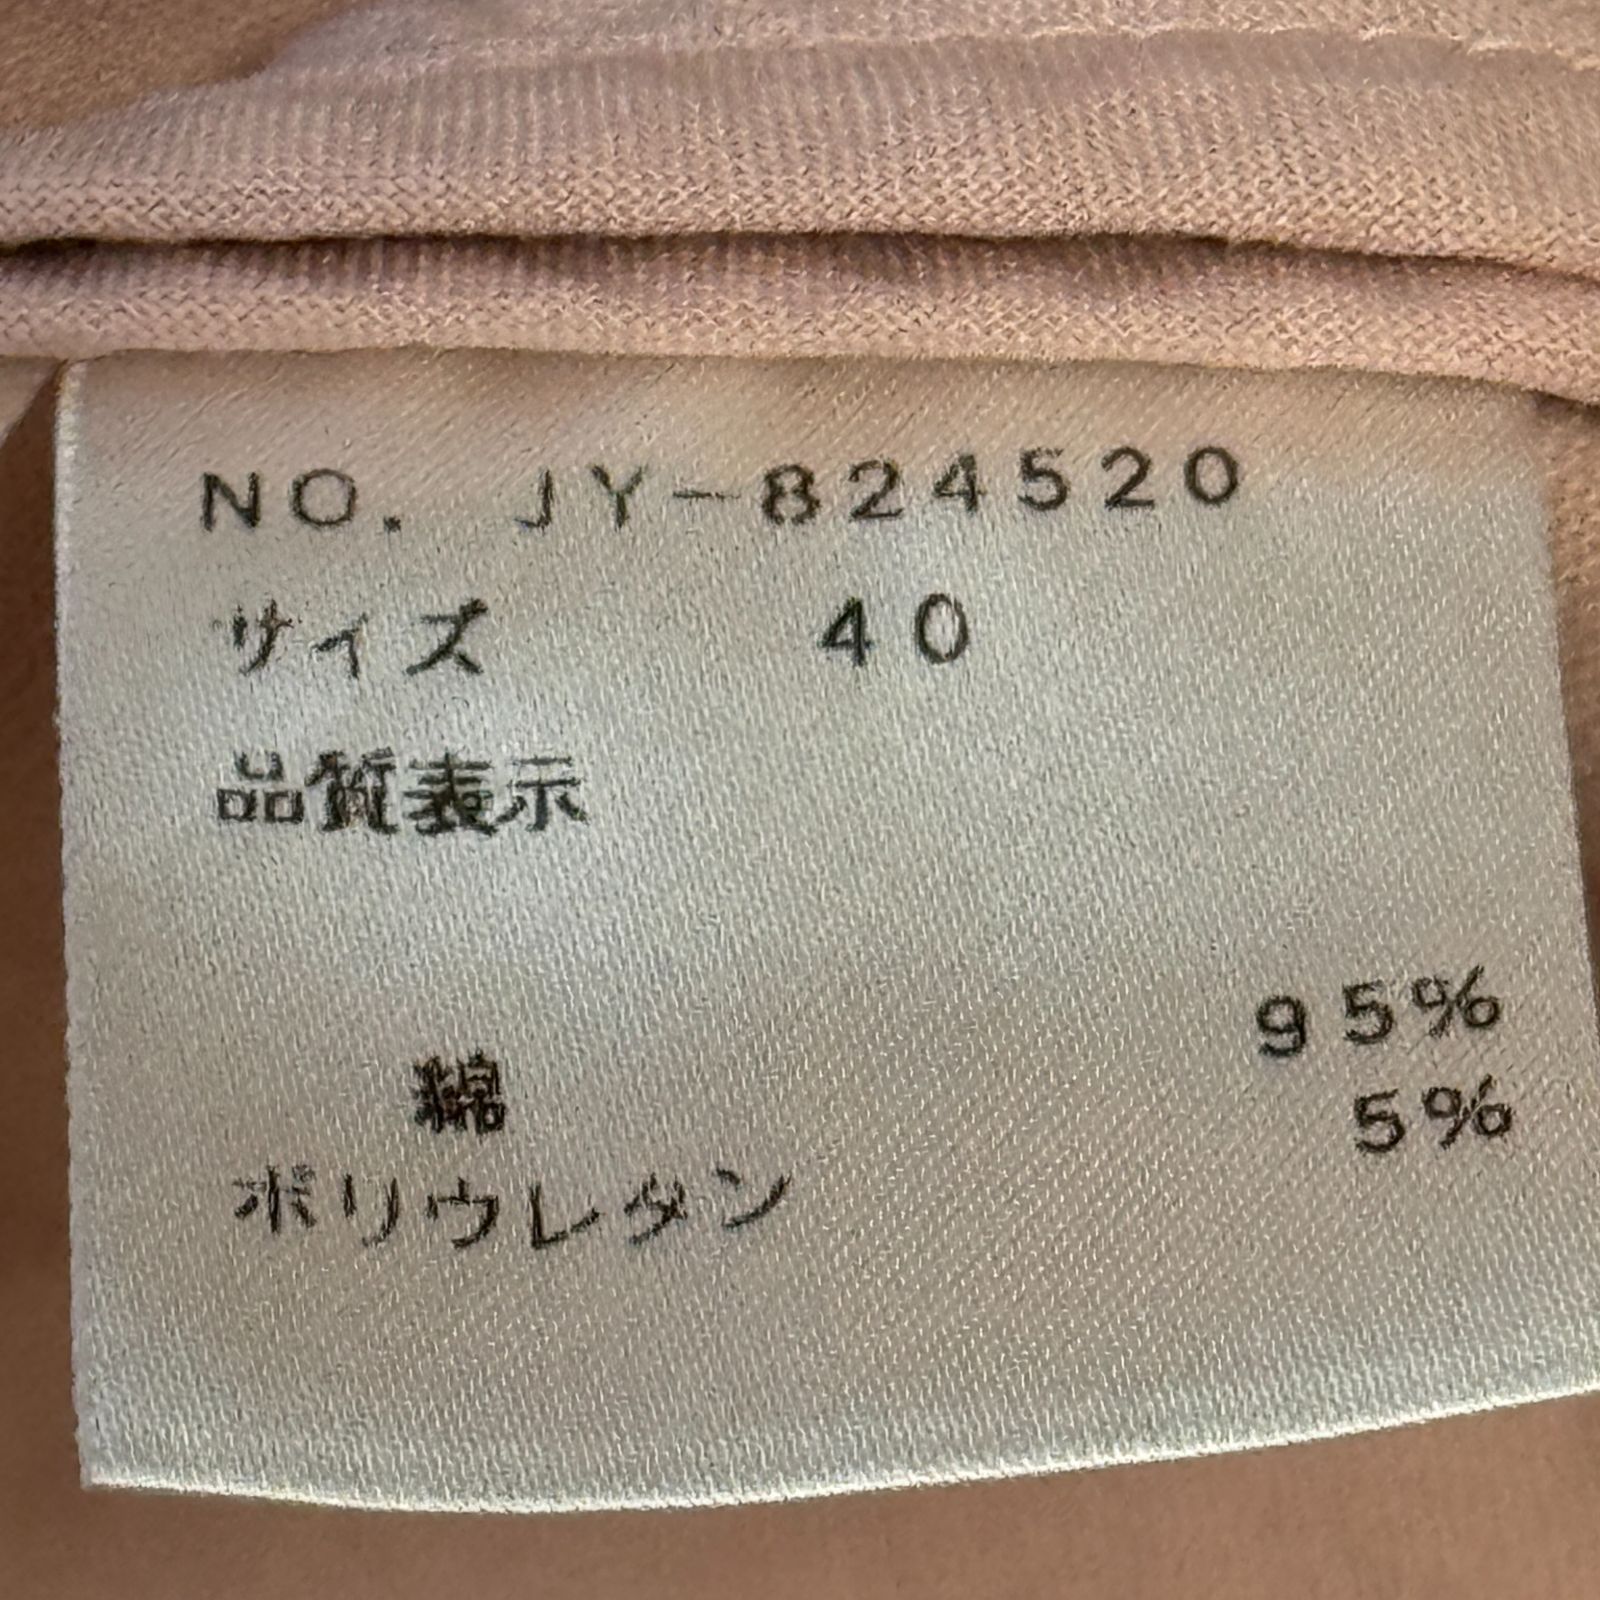 NO. JY-824520
サイズ 40
品質表示
綿 95%
ポリウレタン 5%